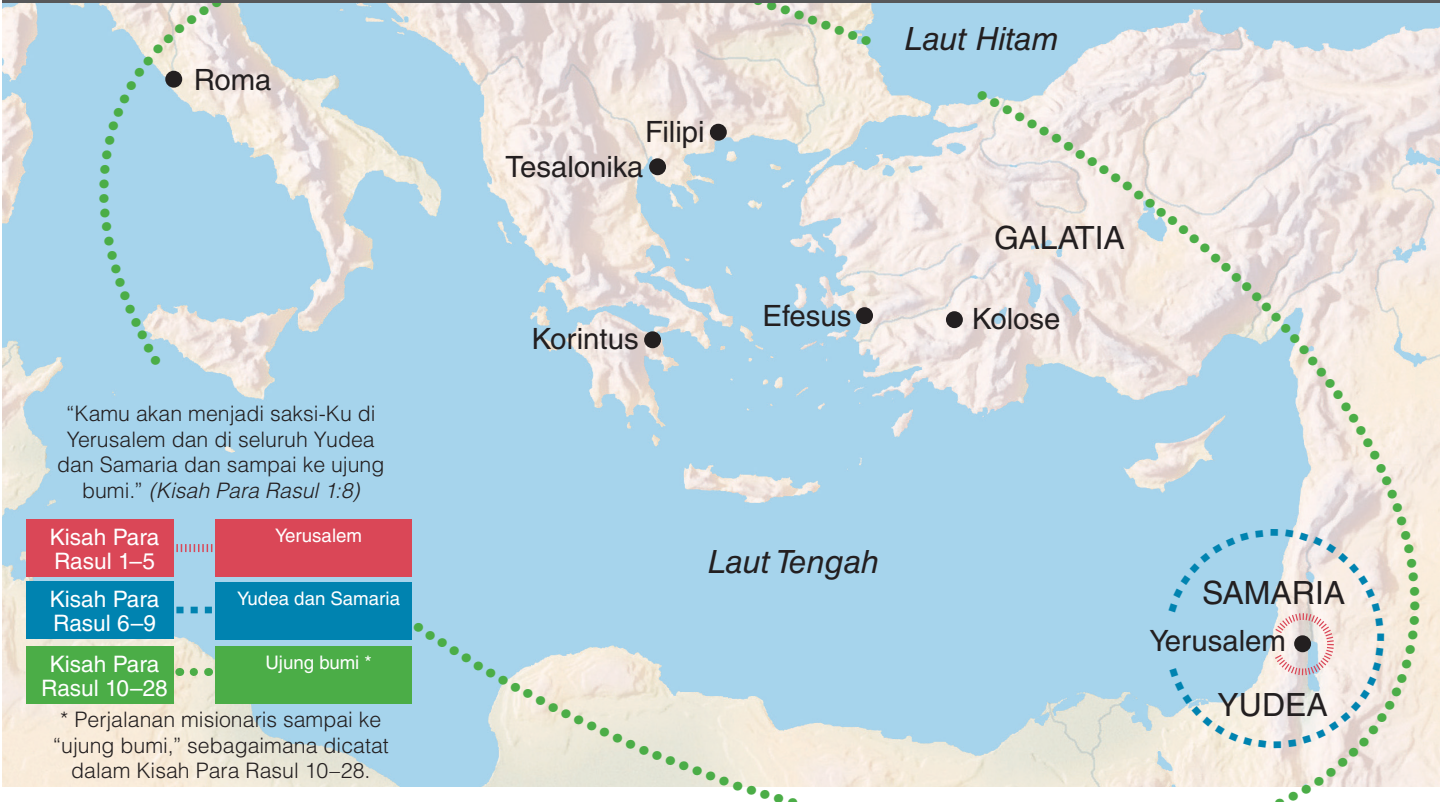 Laut Hitam
Roma
Filipi
Tesalonika
GALATIA
Efesus
Kolose
Korintus
“Kamu akan menjadi saksi-Ku di
Yerusalem dan di seluruh Yudea
dan Samaria dan sampai ke ujung
bumi.” (Kisah Para Rasul 1:8)
Kisah Para
Rasul 1–5
Yerusalem
Kisah Para
Rasul 6–9
Yudea dan Samaria
Kisah Para
Rasul 10–28
Ujung bumi *
* Perjalanan misionaris sampai ke
“ujung bumi,” sebagaimana dicatat
dalam Kisah Para Rasul 10–28.
Laut Tengah
SAMARIA
Yerusalem
YUDEA